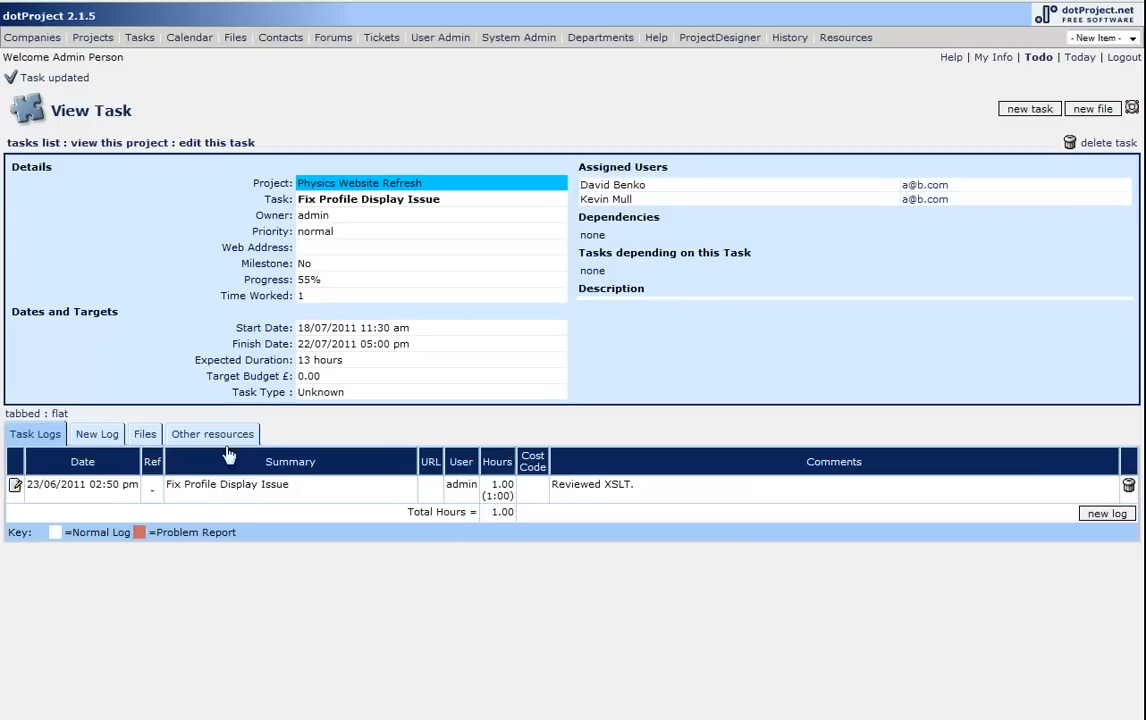 dotProject 2.1.5
dotProject.net
FREE SOFTWARE
Companies Projects Tasks Calendar Files Contacts Forums Tickets User Admin System Admin Departments Help ProjectDesigner History Resources - New Item -
Welcome Admin Person Help | My Info | Todo | Today | Logout
Task updated
View Task new task new file
tasks list : view this project : edit this task delete task
Details
Project: Physics Website Refresh
Task: Fix Profile Display Issue
Owner: admin
Priority: normal
Web Address:
Milestone: No
Progress: 55%
Time Worked: 1
Dates and Targets
Start Date: 18/07/2011 11:30 am
Finish Date: 22/07/2011 05:00 pm
Expected Duration: 13 hours
Target Budget £: 0.00
Task Type : Unknown
Assigned Users
David Benko a@b.com
Kevin Mull a@b.com
Dependencies
none
Tasks depending on this Task
none
Description
tabbed : flat
Task Logs New Log Files Other resources
Date Ref Summary URL User Hours Cost Code Comments
23/06/2011 02:50 pm - Fix Profile Display Issue admin 1.00 Reviewed XSLT.
(1:00)
Total Hours = 1.00 new log
Key: =Normal Log =Problem Report